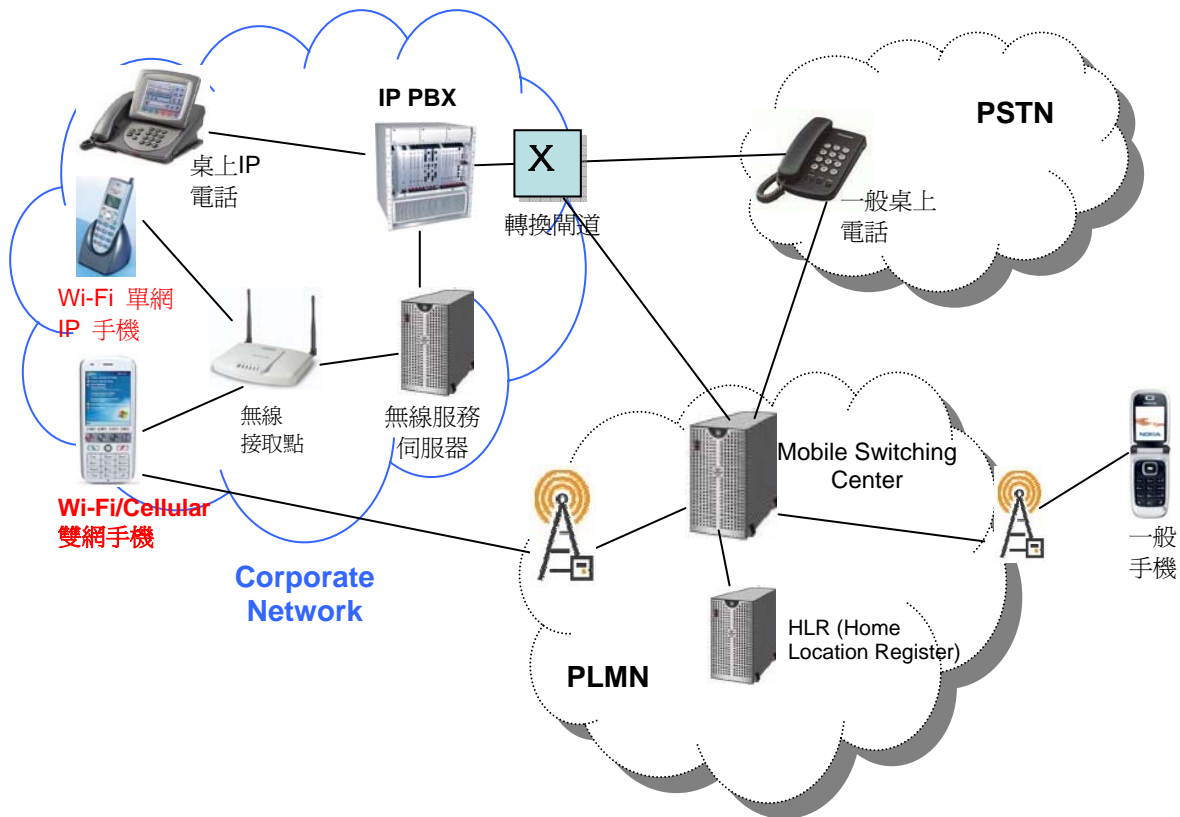 IP PBX
PSTN
X
桌上IP
電話
轉換閘道
一般桌上
電話
Wi-Fi 單網
IP 手機
無線
接取點
無線服務
伺服器
Mobile Switching
Center
Wi-Fi/Cellular
雙網手機
一般
手機
Corporate
Network
HLR (Home
Location Register)
PLMN
NOKIA